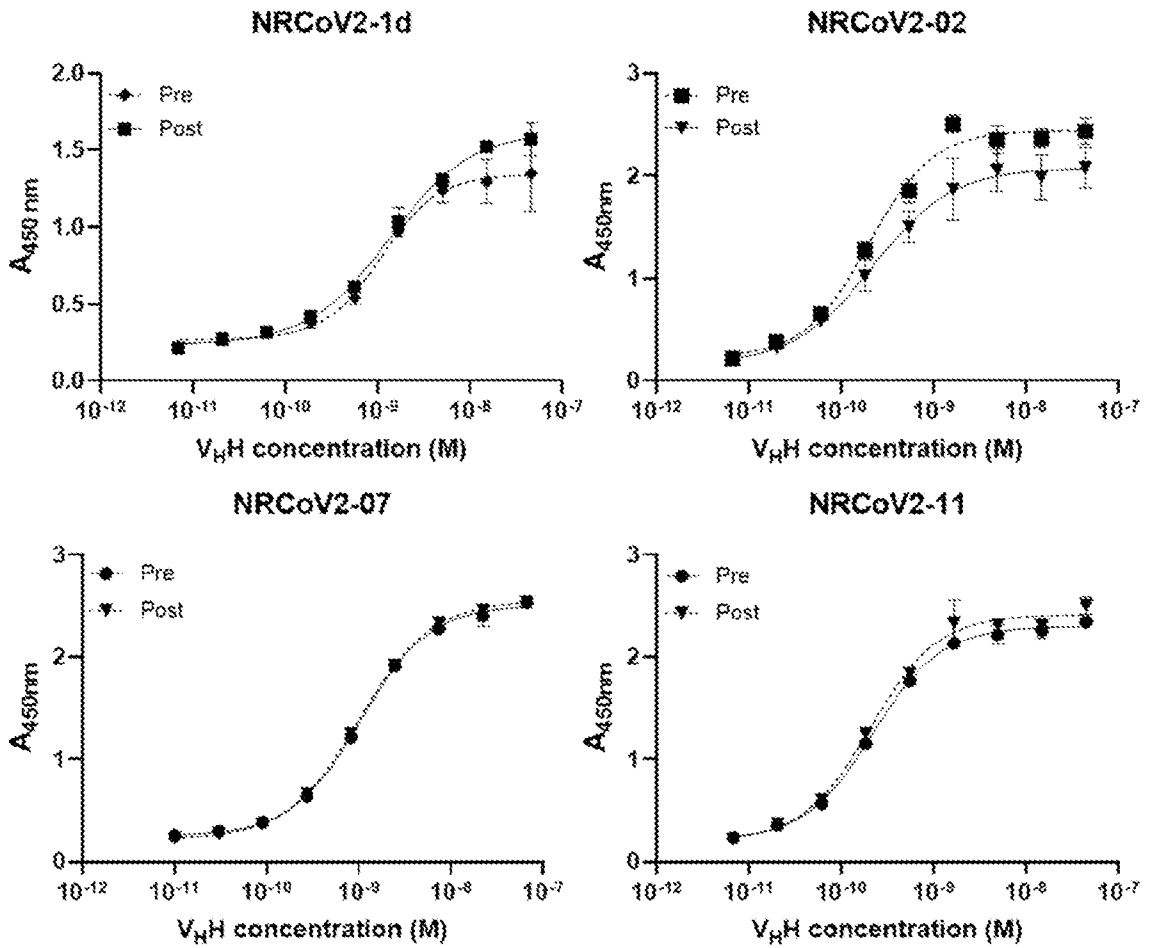 NRCoV2-1d
A450 nm
2.0
1.5
1.0
0.5
0.0
Pre
Post
10-12
10-11
10-10
10-9
10-8
10-7
VHH concentration (M)
NRCoV2-02
A450nm
3
2
1
0
Pre
Post
10-12
10-11
10-10
10-9
10-8
10-7
VHH concentration (M)
NRCoV2-07
A450nm
3
2
1
0
Pre
Post
10-12
10-11
10-10
10-9
10-8
10-7
VHH concentration (M)
NRCoV2-11
A450nm
3
2
1
0
Pre
Post
10-12
10-11
10-10
10-9
10-8
10-7
VHH concentration (M)